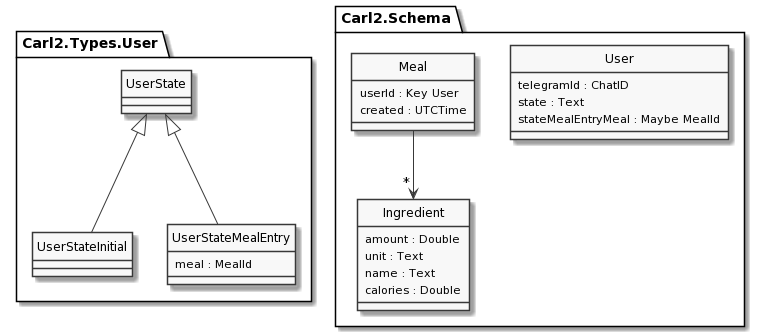 Carl2.Types.User
UserState
UserStateInitial
UserStateMealEntry
meal : MealId
Carl2.Schema
Meal
userId : Key User
created : UTCTime
User
telegramId : ChatID
state : Text
stateMealEntryMeal : Maybe MealId
*
Ingredient
amount : Double
unit : Text
name : Text
calories : Double